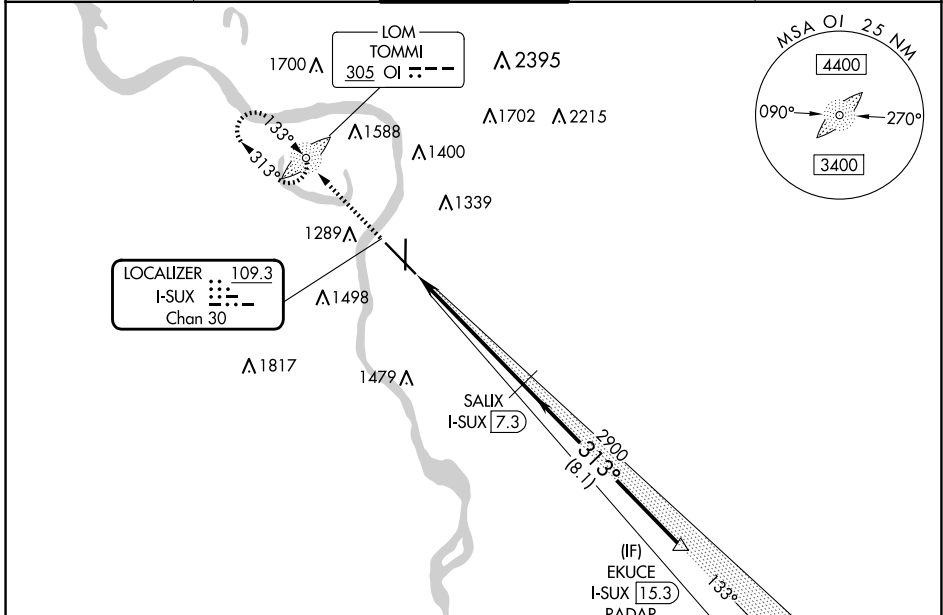 LOM
TOMMI
305 OI
1700
2395
1702
2215
1588
1400
1339
1289
133°
313°
MSA OI 25 NM
4400
090°
270°
3400
LOCALIZER 109.3
I-SUX
Chan 30
1498
1817
1479
SALIX
I-SUX 7.3
2900
313°
(8.1)
(IF)
EKUCE
I-SUX 15.3
RADAR
133°